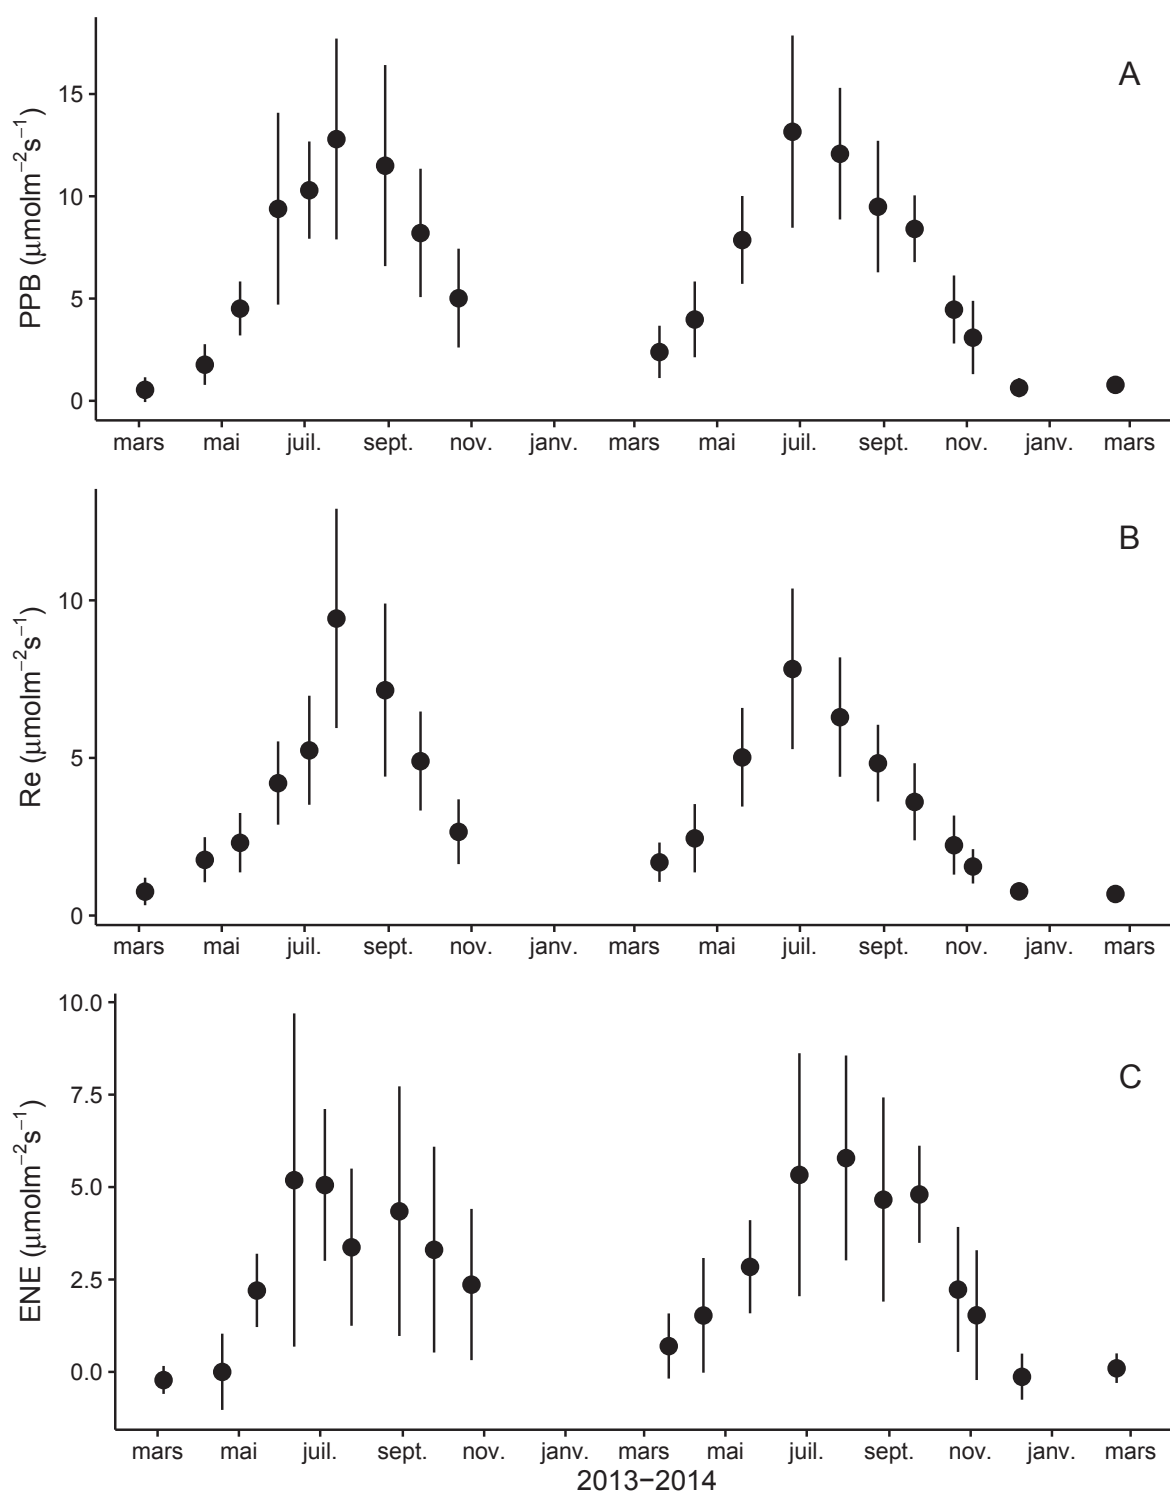 A
PPB (µmolm−2s−1)
15
10
5
0
mars mai juil. sept. nov. janv. mars mai juil. sept. nov. janv. mars
B
Re (µmolm−2s−1)
10
5
0
mars mai juil. sept. nov. janv. mars mai juil. sept. nov. janv. mars
C
ENE (µmolm−2s−1)
10.0
7.5
5.0
2.5
0.0
mars mai juil. sept. nov. janv. mars mai juil. sept. nov. janv. mars
2013−2014